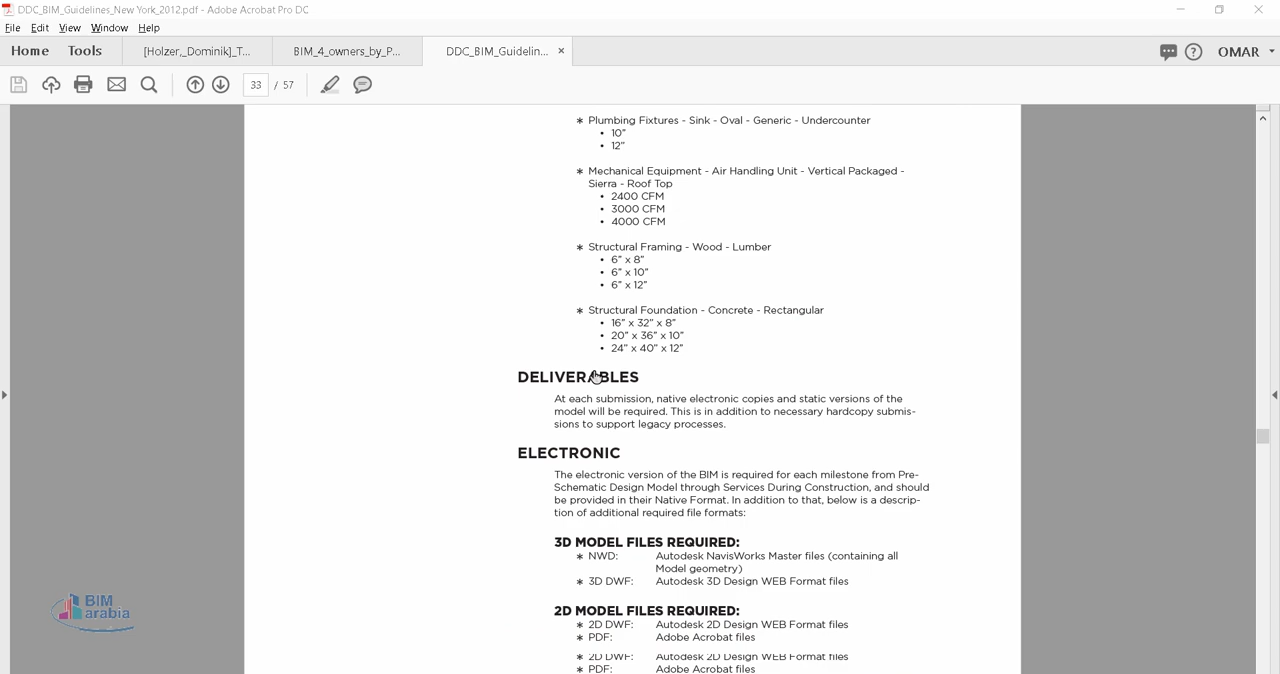 DDC_BIM_Guidelines_New York_2012.pdf - Adobe Acrobat Pro DC
File Edit View Window Help
Home Tools [Holzer,_Dominik]_T... BIM_4_owners_by_P... DDC_BIM_Guidelin... × OMAR
33 / 57
* Plumbing Fixtures - Sink - Oval - Generic - Undercounter
• 10"
• 12"
* Mechanical Equipment - Air Handling Unit - Vertical Packaged -
Sierra - Roof Top
• 2400 CFM
• 3000 CFM
• 4000 CFM
* Structural Framing - Wood - Lumber
• 6" x 8"
• 6" x 10"
• 6" x 12"
* Structural Foundation - Concrete - Rectangular
• 16" x 32" x 8"
• 20" x 36" x 10"
• 24" x 40" x 12"
DELIVERABLES
At each submission, native electronic copies and static versions of the
model will be required. This is in addition to necessary hardcopy submis-
sions to support legacy processes.
ELECTRONIC
The electronic version of the BIM is required for each milestone from Pre-
Schematic Design Model through Services During Construction, and should
be provided in their Native Format. In addition to that, below is a descrip-
tion of additional required file formats:
3D MODEL FILES REQUIRED:
* NWD: Autodesk NavisWorks Master files (containing all
Model geometry)
* 3D DWF: Autodesk 3D Design WEB Format files
2D MODEL FILES REQUIRED:
* 2D DWF: Autodesk 2D Design WEB Format files
* PDF: Adobe Acrobat files
* 2D DWF: Autodesk 2D Design WEB Format files
* PDF: Adobe Acrobat files
BIM
arabia